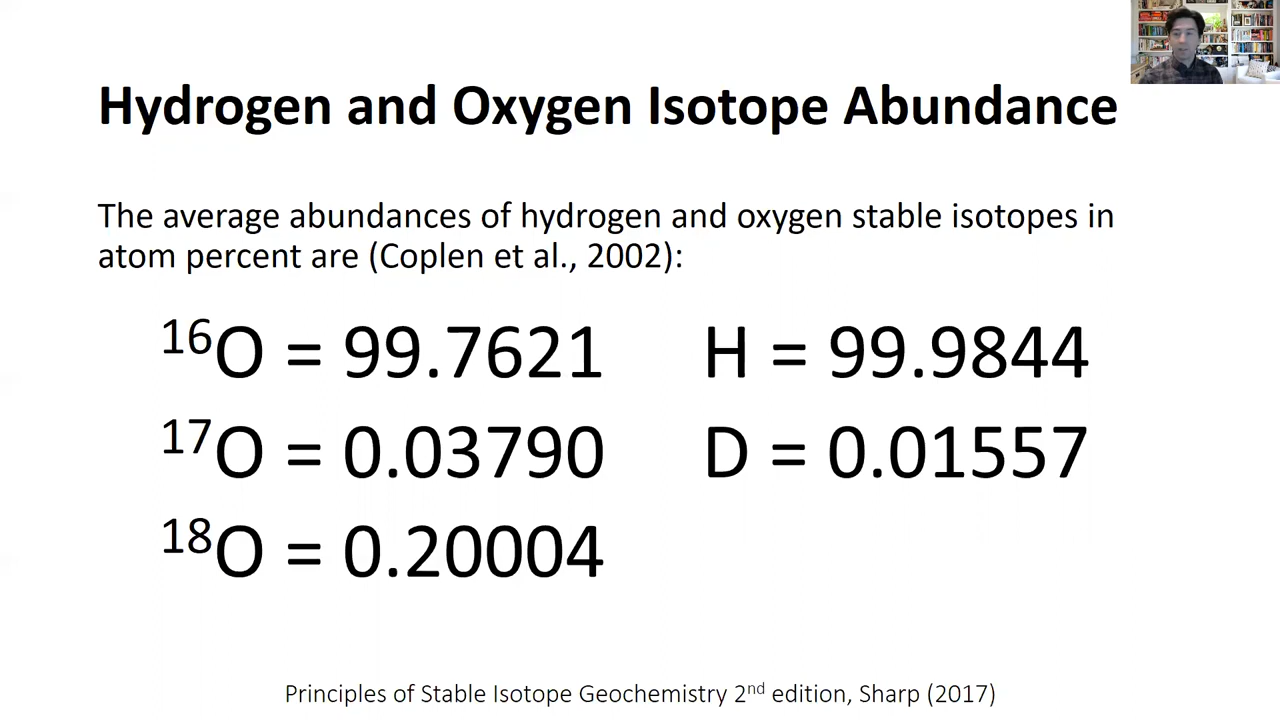 Hydrogen and Oxygen Isotope Abundance
The average abundances of hydrogen and oxygen stable isotopes in
atom percent are (Coplen et al., 2002):
¹⁶O = 99.7621
H = 99.9844
¹⁷O = 0.03790
D = 0.01557
¹⁸O = 0.20004
Principles of Stable Isotope Geochemistry 2ⁿᵈ edition, Sharp (2017)